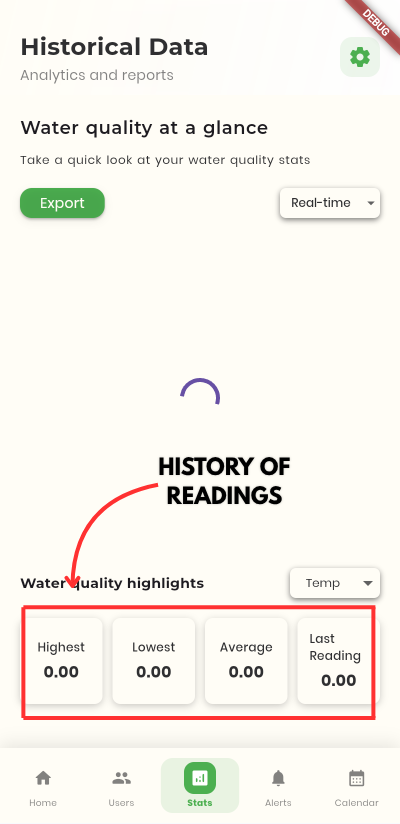 DEBUG
Historical Data
Analytics and reports
Water quality at a glance
Take a quick look at your water quality stats
Export
Real-time
HISTORY OF
READINGS
Water quality highlights
Temp
Highest
0.00
Lowest
0.00
Average
0.00
Last
Reading
0.00
Home
Users
Stats
Alerts
Calendar